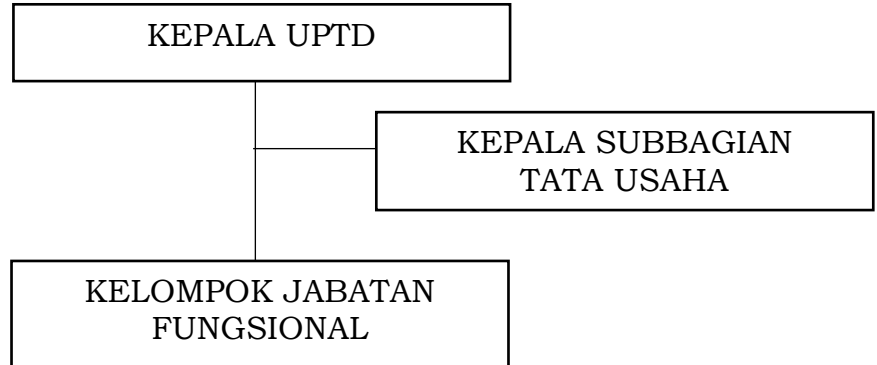 KEPALA UPTD
KEPALA SUBBAGIAN
TATA USAHA
KELOMPOK JABATAN
FUNGSIONAL